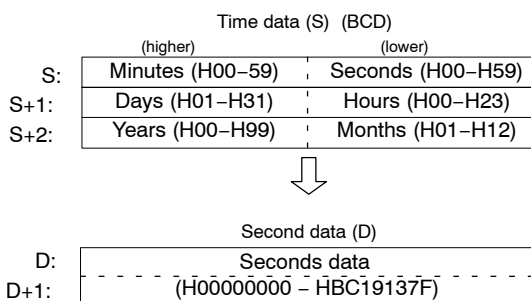 Time data (S) (BCD)
(higher) (lower)
S: Minutes (H00–59) Seconds (H00–H59)
S+1: Days (H01–H31) Hours (H00–H23)
S+2: Years (H00–H99) Months (H01–H12)
Second data (D)
D: Seconds data
D+1: (H00000000 – HBC19137F)